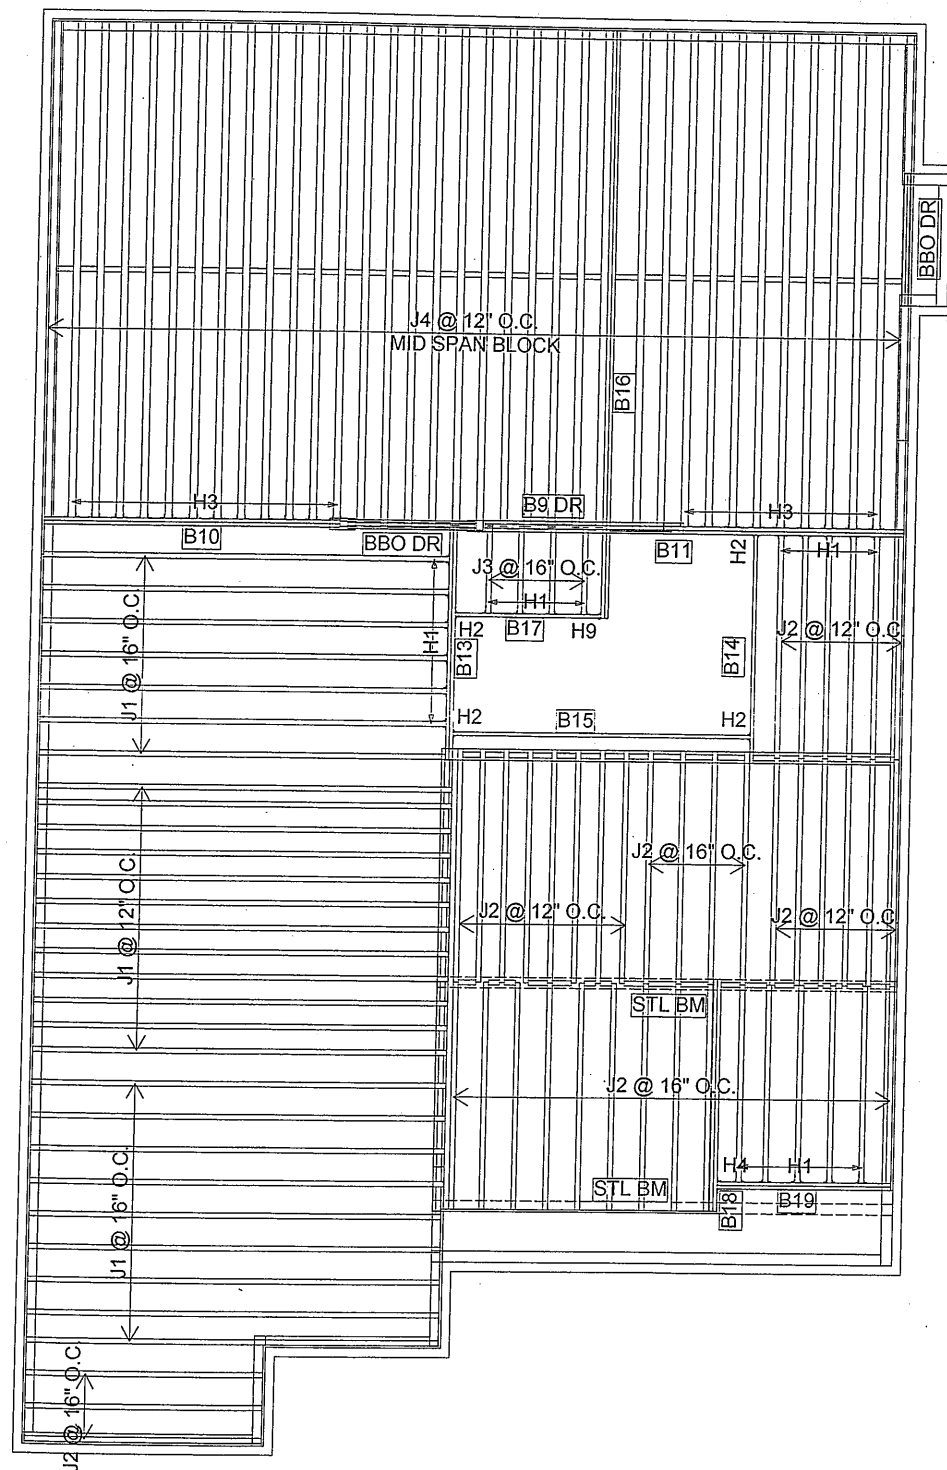 BBO DR
J4 @ 12" O.C.
MID SPAN BLOCK
B16
H3
B9 DR
H3
B10
BBO DR
B11
H2
H1
J3 @ 16" O.C.
H1
J1 @ 16" O.C.
H1
H2
B17
H9
B13
B14
J2 @ 12" O.C
H2
B15
H2
J2 @ 16" O.C.
J1 @ 12" O.C.
J2 @ 12" O.C.
J2 @ 12" O.C
STL BM
J2 @ 16" O.C.
J1 @ 16" O.C.
H4
H1
STL BM
B18
B19
J2 @ 16" O.C.